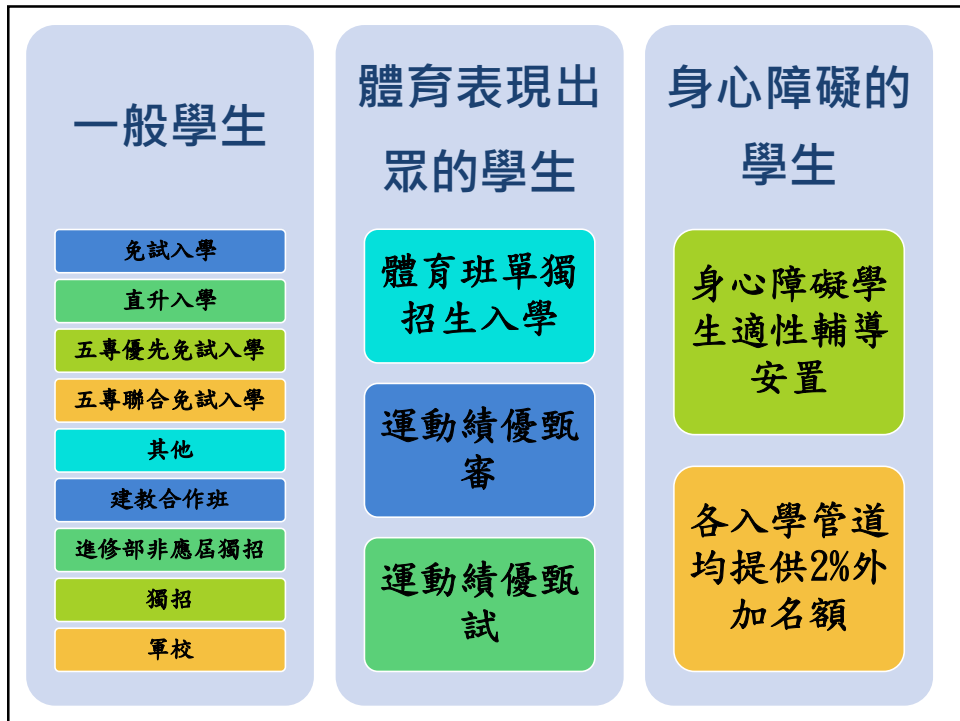 一般學生
免試入學
直升入學
五專優先免試入學
五專聯合免試入學
其他
建教合作班
進修部非應屆獨招
獨招
軍校
體育表現出
眾的學生
體育班單獨
招生入學
運動績優甄
審
運動績優甄
試
身心障礙的
學生
身心障礙學
生適性輔導
安置
各入學管道
均提供2%外
加名額